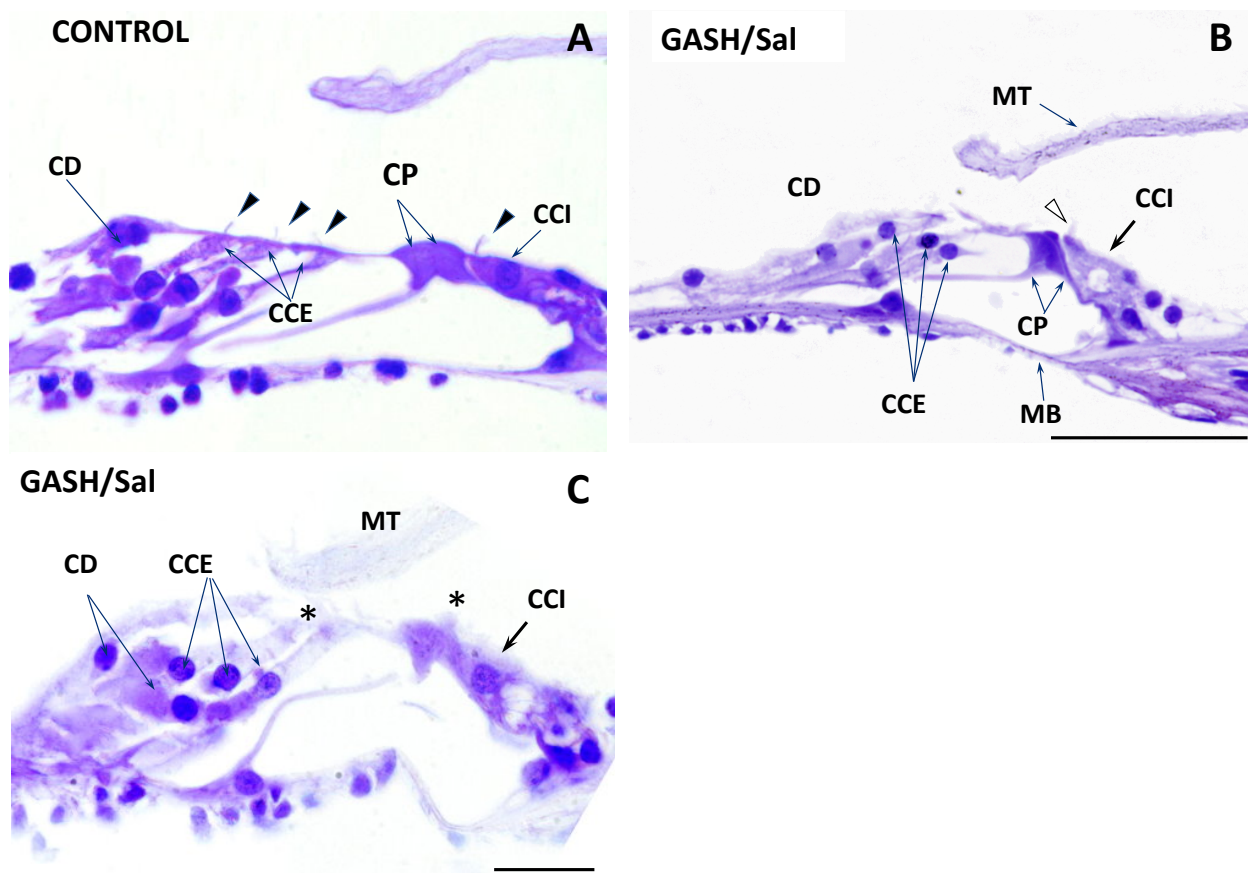 CONTROL
A
CD
CP
CCI
CCE
GASH/Sal
B
MT
CD
CCI
CP
CCE
MB
GASH/Sal
C
MT
CD
CCE
CCI
*
*